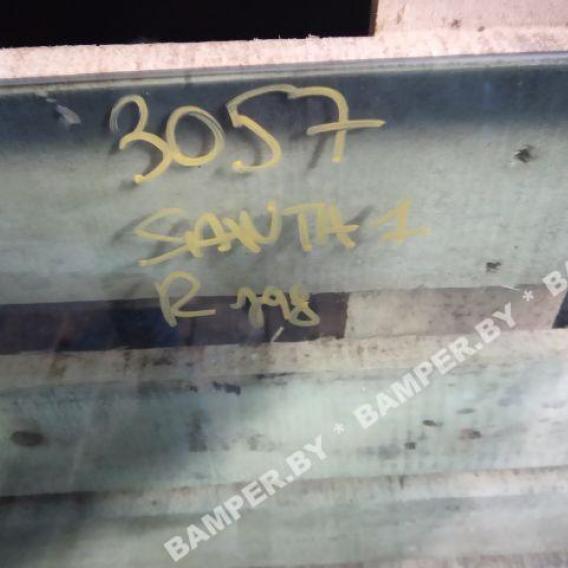 3057
SANTA 1
R
BAMPER.BY * BAMPER.BY *